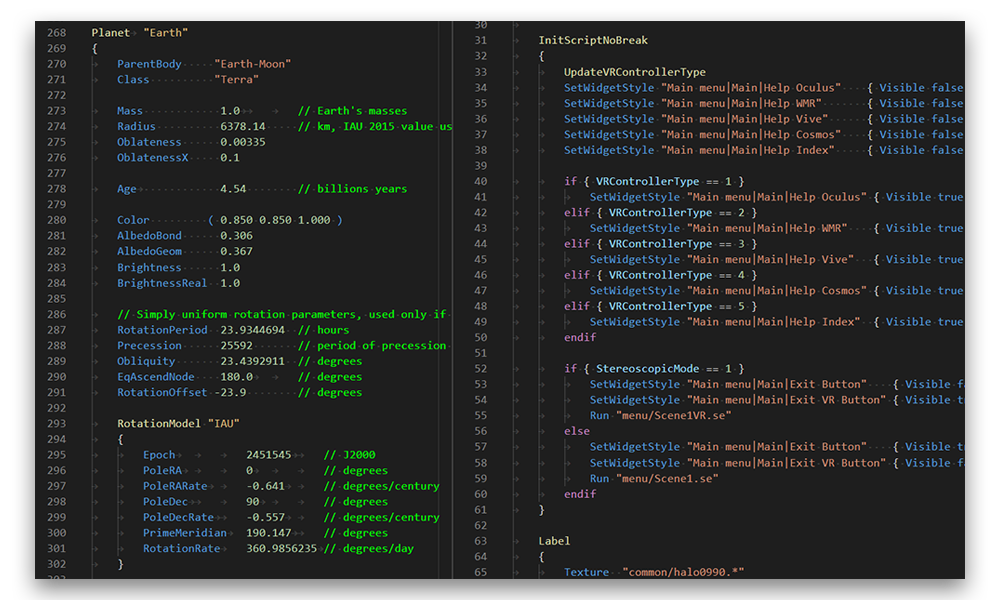 268 Planet "Earth"
269 {
270 ParentBody "Earth-Moon"
271 Class "Terra"
272
273 Mass 1.0 // Earth's masses
274 Radius 6378.14 // km, IAU 2015 value us
275 Oblateness 0.00335
276 OblatenessX 0.1
277
278 Age 4.54 // billions years
279
280 Color ( 0.850 0.850 1.000 )
281 AlbedoBond 0.306
282 AlbedoGeom 0.367
283 Brightness 1.0
284 BrightnessReal 1.0
285
286 // Simply uniform rotation parameters, used only if
287 RotationPeriod 23.9344694 // hours
288 Precession 25592 // period of precession
289 Obliquity 23.4392911 // degrees
290 EqAscendNode 180.0 // degrees
291 RotationOffset -23.9 // degrees
292
293 RotationModel "IAU"
294 {
295 Epoch 2451545 // J2000
296 PoleRA 0 // degrees
297 PoleRARate -0.641 // degrees/century
298 PoleDec 90 // degrees
299 PoleDecRate -0.557 // degrees/century
300 PrimeMeridian 190.147 // degrees
301 RotationRate 360.9856235 // degrees/day
302 }
303
30
31 InitScriptNoBreak
32 {
33 UpdateVRControllerType
34 SetWidgetStyle "Main menu|Main|Help Oculus" { Visible false
35 SetWidgetStyle "Main menu|Main|Help WMR" { Visible false
36 SetWidgetStyle "Main menu|Main|Help Vive" { Visible false
37 SetWidgetStyle "Main menu|Main|Help Cosmos" { Visible false
38 SetWidgetStyle "Main menu|Main|Help Index" { Visible false
39
40 if { VRControllerType == 1 }
41 SetWidgetStyle "Main menu|Main|Help Oculus" { Visible true
42 elif { VRControllerType == 2 }
43 SetWidgetStyle "Main menu|Main|Help WMR" { Visible true
44 elif { VRControllerType == 3 }
45 SetWidgetStyle "Main menu|Main|Help Vive" { Visible true
46 elif { VRControllerType == 4 }
47 SetWidgetStyle "Main menu|Main|Help Cosmos" { Visible true
48 elif { VRControllerType == 5 }
49 SetWidgetStyle "Main menu|Main|Help Index" { Visible true
50 endif
51
52 if { StereoscopicMode == 1 }
53 SetWidgetStyle "Main menu|Main|Exit Button" { Visible fa
54 SetWidgetStyle "Main menu|Main|Exit VR Button" { Visible t
55 Run "menu/Scene1VR.se"
56 else
57 SetWidgetStyle "Main menu|Main|Exit Button" { Visible t
58 SetWidgetStyle "Main menu|Main|Exit VR Button" { Visible f
59 Run "menu/Scene1.se"
60 endif
61 }
62
63 Label
64 {
65 Texture "common/halo0990.*"